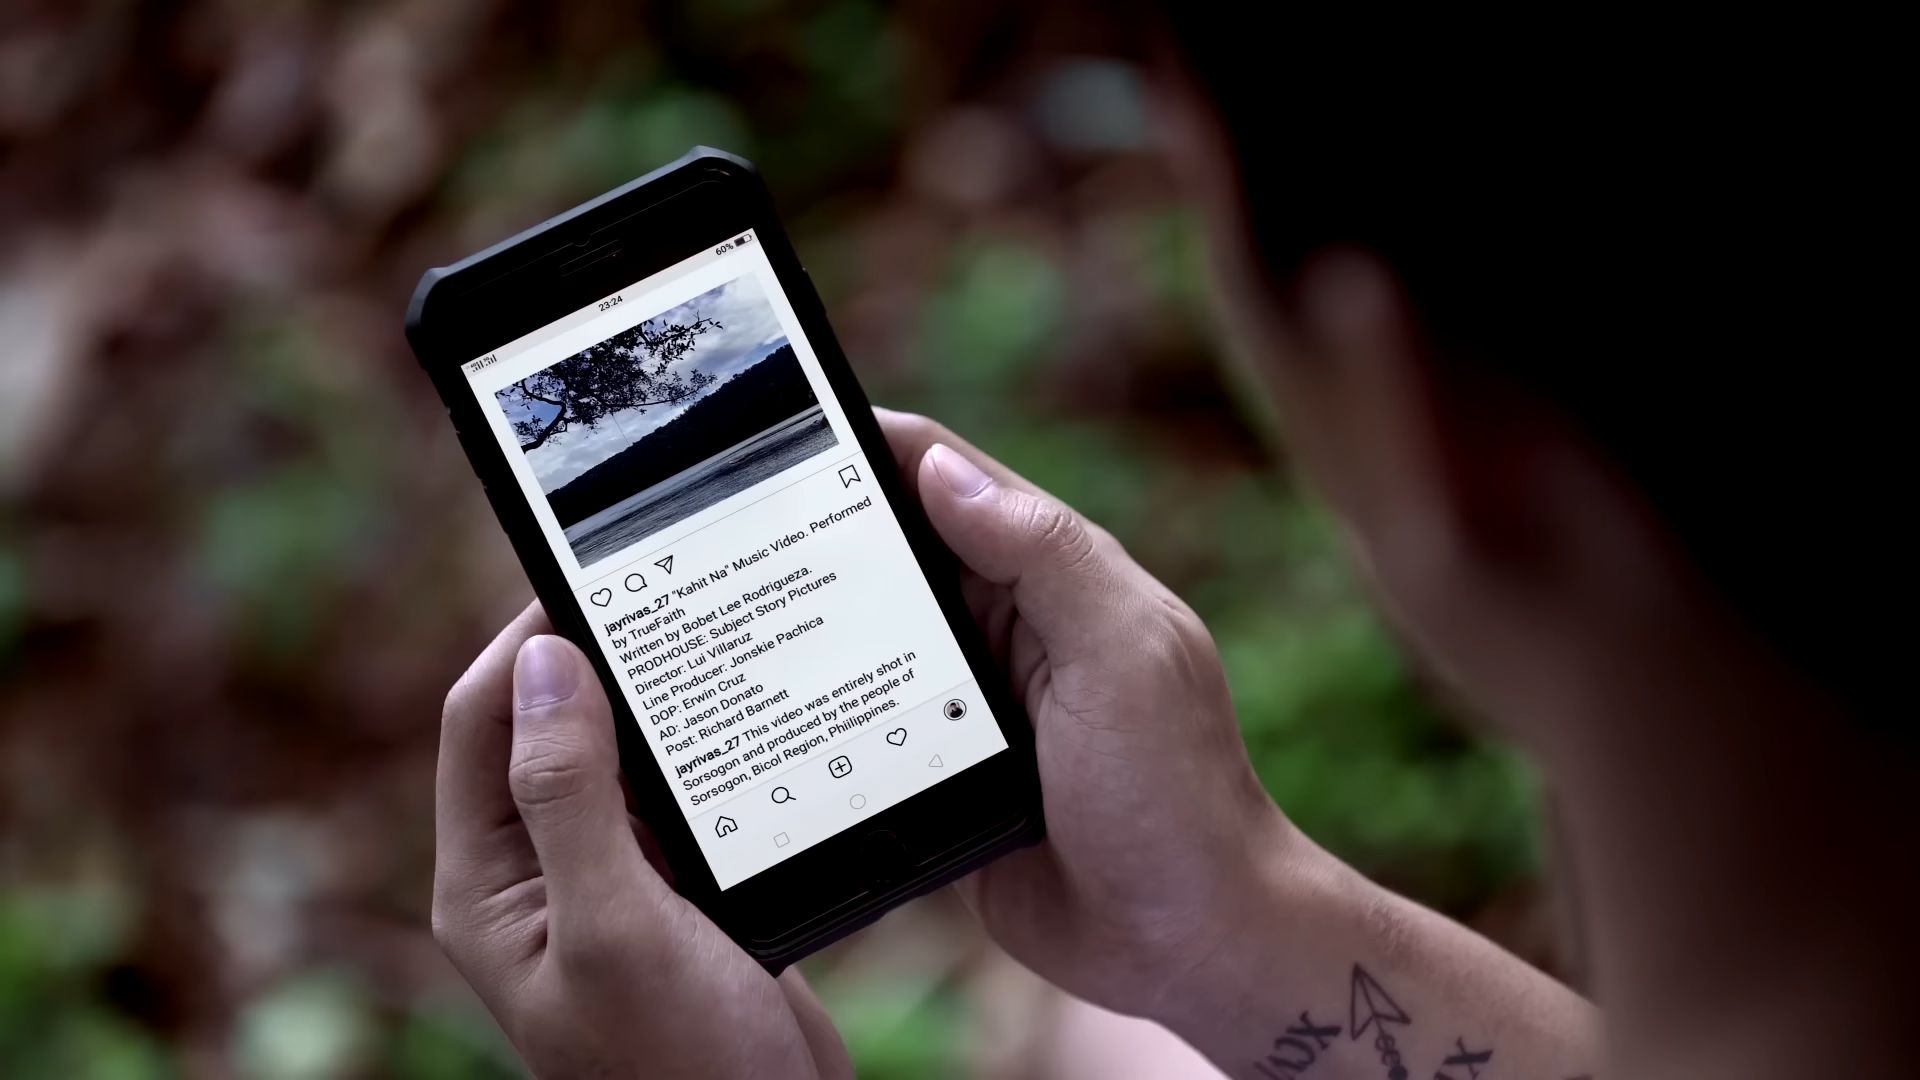 23:24
60%
jayrivas_27 "Kahit Na" Music Video. Performed
by TrueFaith
Written by Bobet Lee Rodrigueza.
PRODHOUSE: Subject Story Pictures
Director: Lui Villaruz
Line Producer: Jonskie Pachica
DOP: Erwin Cruz
AD: Jason Donato
Post: Richard Barnett
jayrivas_27 This video was entirely shot in
Sorsogon and produced by the people of
Sorsogon, Bicol Region, Phiilippines.